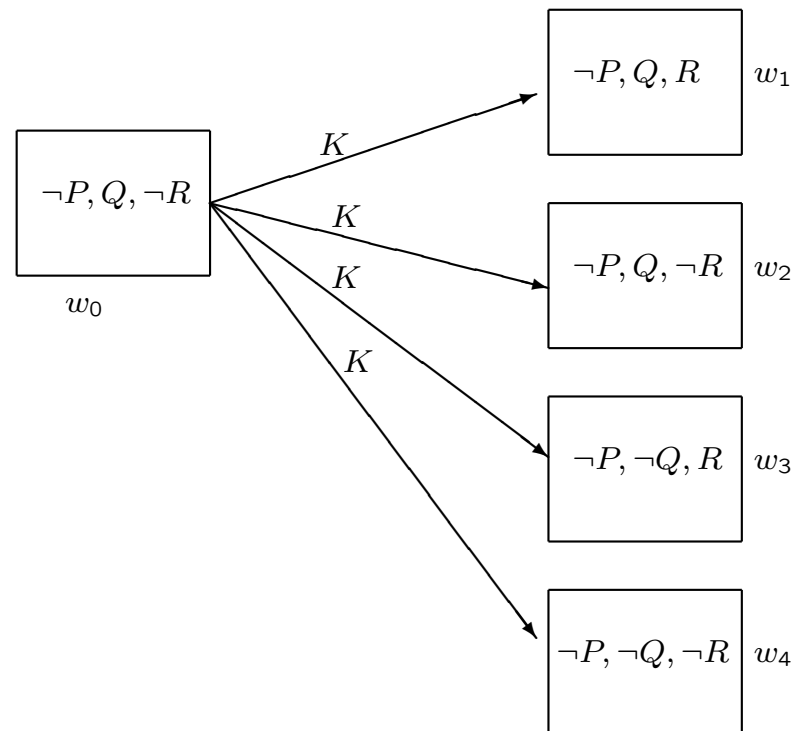 ¬P, Q, R w₁
K
¬P, Q, ¬R
K
¬P, Q, ¬R w₂
K
w₀
K
¬P, ¬Q, R w₃
¬P, ¬Q, ¬R w₄